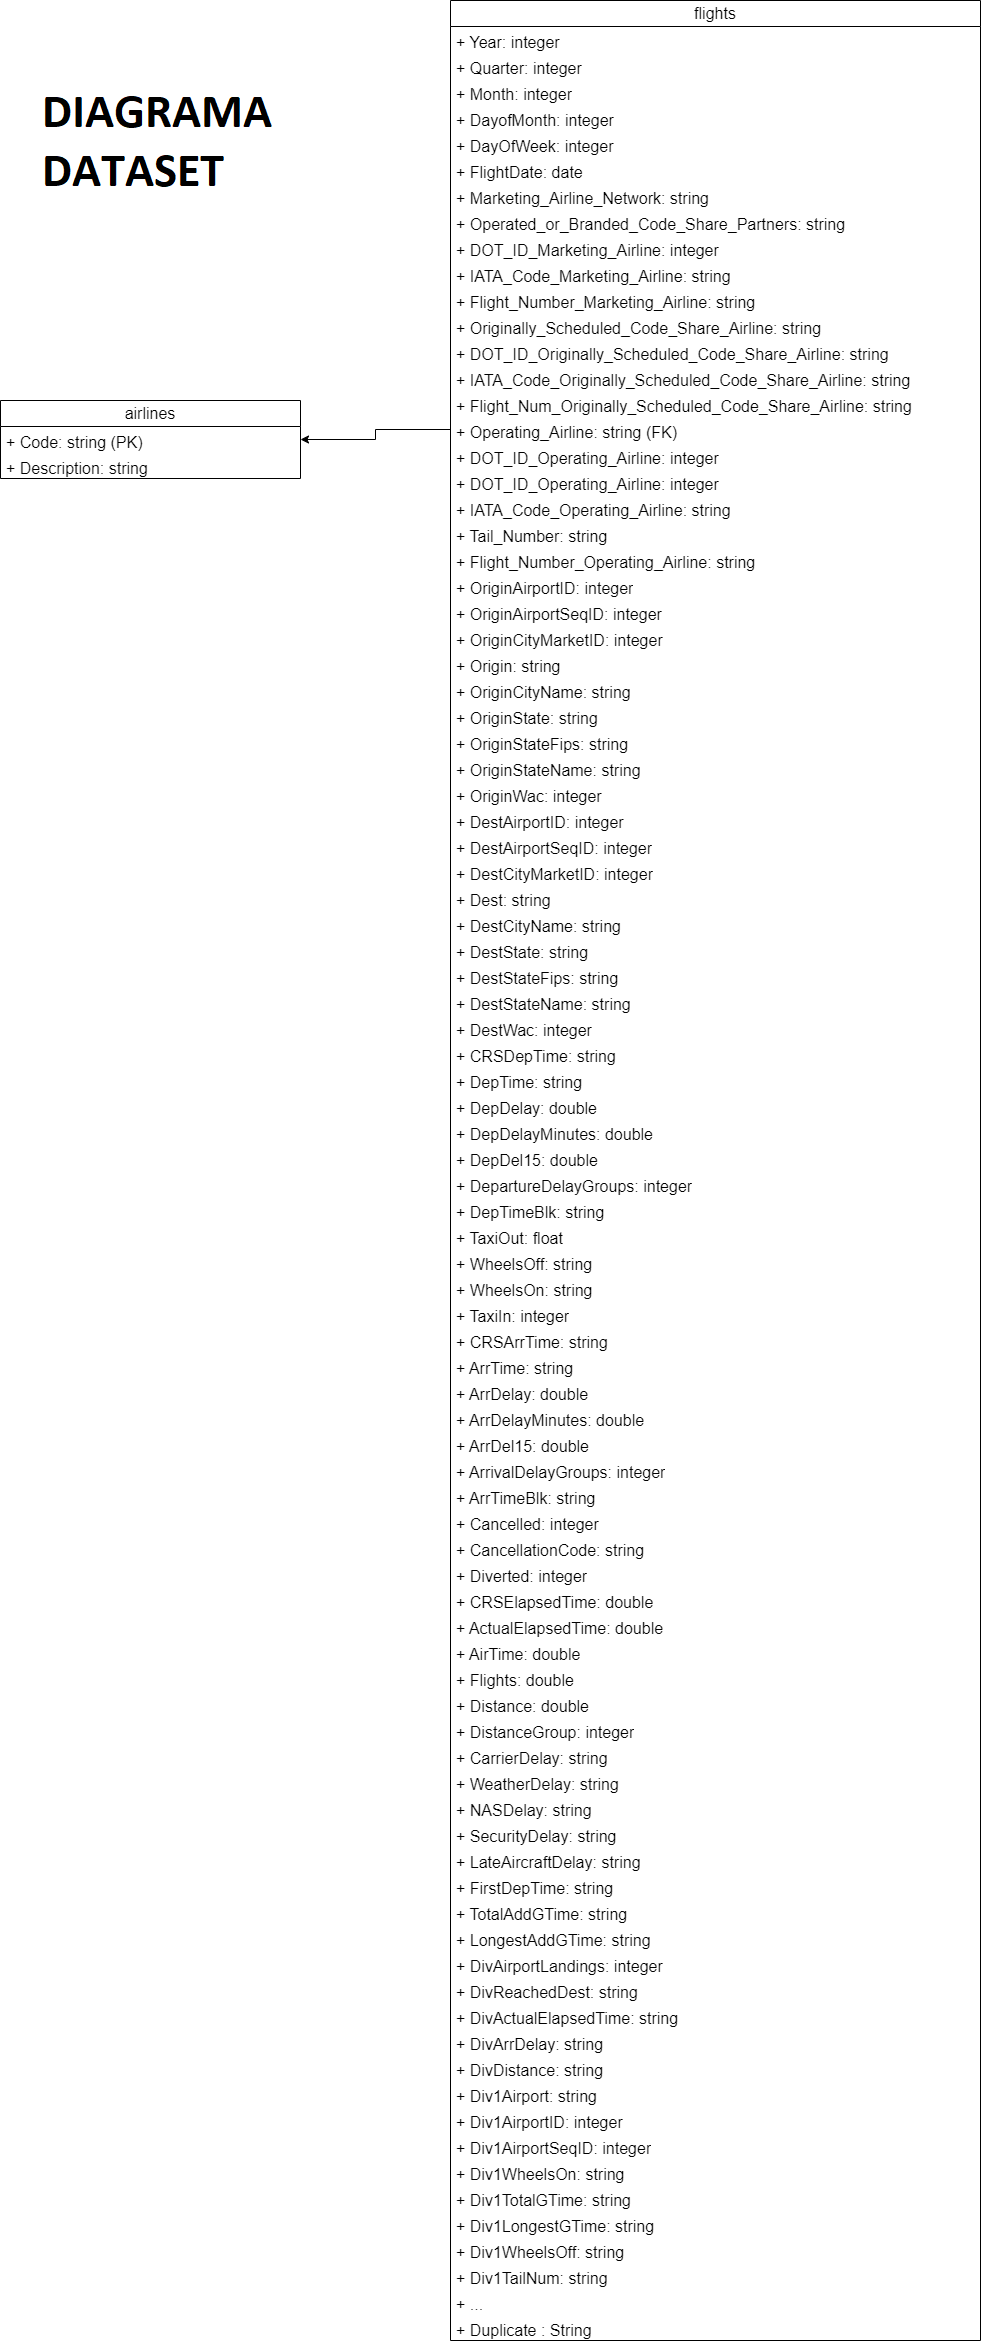 DIAGRAMA
DATASET
airlines
+ Code: string (PK)
+ Description: string
flights
+ Year: integer
+ Quarter: integer
+ Month: integer
+ DayofMonth: integer
+ DayOfWeek: integer
+ FlightDate: date
+ Marketing_Airline_Network: string
+ Operated_or_Branded_Code_Share_Partners: string
+ DOT_ID_Marketing_Airline: integer
+ IATA_Code_Marketing_Airline: string
+ Flight_Number_Marketing_Airline: string
+ Originally_Scheduled_Code_Share_Airline: string
+ DOT_ID_Originally_Scheduled_Code_Share_Airline: string
+ IATA_Code_Originally_Scheduled_Code_Share_Airline: string
+ Flight_Num_Originally_Scheduled_Code_Share_Airline: string
+ Operating_Airline: string (FK)
+ DOT_ID_Operating_Airline: integer
+ DOT_ID_Operating_Airline: integer
+ IATA_Code_Operating_Airline: string
+ Tail_Number: string
+ Flight_Number_Operating_Airline: string
+ OriginAirportID: integer
+ OriginAirportSeqID: integer
+ OriginCityMarketID: integer
+ Origin: string
+ OriginCityName: string
+ OriginState: string
+ OriginStateFips: string
+ OriginStateName: string
+ OriginWac: integer
+ DestAirportID: integer
+ DestAirportSeqID: integer
+ DestCityMarketID: integer
+ Dest: string
+ DestCityName: string
+ DestState: string
+ DestStateFips: string
+ DestStateName: string
+ DestWac: integer
+ CRSDepTime: string
+ DepTime: string
+ DepDelay: double
+ DepDelayMinutes: double
+ DepDel15: double
+ DepartureDelayGroups: integer
+ DepTimeBlk: string
+ TaxiOut: float
+ WheelsOff: string
+ WheelsOn: string
+ TaxiIn: integer
+ CRSArrTime: string
+ ArrTime: string
+ ArrDelay: double
+ ArrDelayMinutes: double
+ ArrDel15: double
+ ArrivalDelayGroups: integer
+ ArrTimeBlk: string
+ Cancelled: integer
+ CancellationCode: string
+ Diverted: integer
+ CRSElapsedTime: double
+ ActualElapsedTime: double
+ AirTime: double
+ Flights: double
+ Distance: double
+ DistanceGroup: integer
+ CarrierDelay: string
+ WeatherDelay: string
+ NASDelay: string
+ SecurityDelay: string
+ LateAircraftDelay: string
+ FirstDepTime: string
+ TotalAddGTime: string
+ LongestAddGTime: string
+ DivAirportLandings: integer
+ DivReachedDest: string
+ DivActualElapsedTime: string
+ DivArrDelay: string
+ DivDistance: string
+ Div1Airport: string
+ Div1AirportID: integer
+ Div1AirportSeqID: integer
+ Div1WheelsOn: string
+ Div1TotalGTime: string
+ Div1LongestGTime: string
+ Div1WheelsOff: string
+ Div1TailNum: string
+ ...
+ Duplicate : String